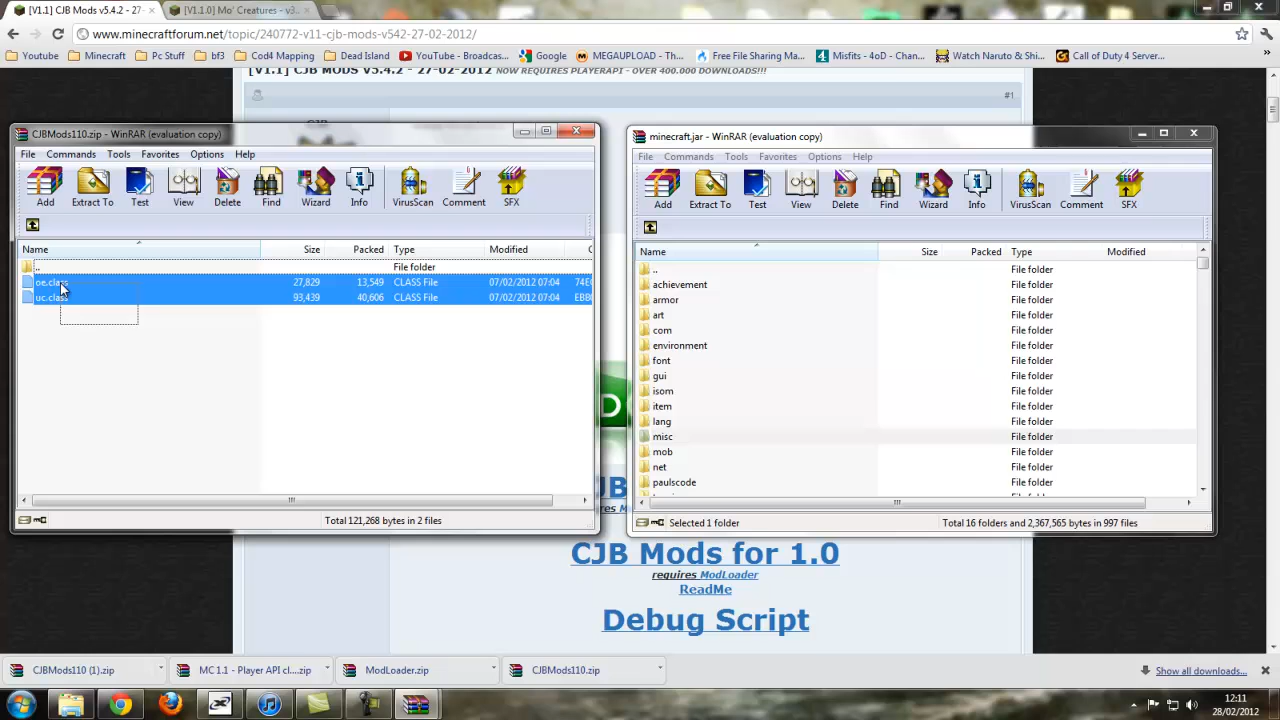 [V1.1] CJB Mods v5.4.2 - 27-
[V1.1.0] Mo' Creatures - v3...
www.minecraftforum.net/topic/240772-v11-cjb-mods-v542-27-02-2012/
Youtube Minecraft Pc Stuff bf3 Cod4 Mapping Dead Island YouTube - Broadcas... Google MEGAUPLOAD - Th... Free File Sharing Ma... Misfits - 4oD - Chan... Watch Naruto & Shi... Call of Duty 4 Server... »
[V1.1] CJB MODS V5.4.2 - 27-02-2012 NOW REQUIRES PLAYERAPI - OVER 400.000 DOWNLOADS!!!
#1
CJBMods110.zip - WinRAR (evaluation copy)
File Commands Tools Favorites Options Help
Add Extract To Test View Delete Find Wizard Info VirusScan Comment SFX
Name Size Packed Type Modified C
.. File folder
oe.class 27,829 13,549 CLASS File 07/02/2012 07:04 74E
uc.class 93,439 40,606 CLASS File 07/02/2012 07:04 EBB
Total 121,268 bytes in 2 files
minecraft.jar - WinRAR (evaluation copy)
File Commands Tools Favorites Options Help
Add Extract To Test View Delete Find Wizard Info VirusScan Comment SFX
Name Size Packed Type Modified
.. File folder
achievement File folder
armor File folder
art File folder
com File folder
environment File folder
font File folder
gui File folder
isom File folder
item File folder
lang File folder
misc File folder
mob File folder
net File folder
paulscode File folder
Selected 1 folder Total 16 folders and 2,367,565 bytes in 997 files
CJB Mods for 1.0
requires ModLoader
ReadMe
Debug Script
CJBMods110 (1).zip MC 1.1 - Player API cl....zip ModLoader.zip CJBMods110.zip Show all downloads...
12:11
28/02/2012